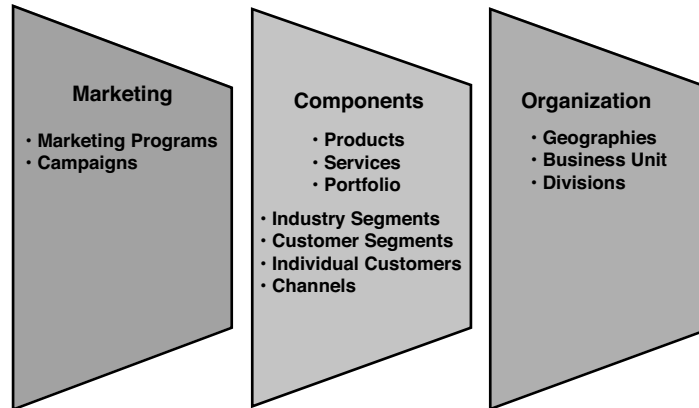 Marketing
· Marketing Programs
· Campaigns
Components
· Products
· Services
· Portfolio
· Industry Segments
· Customer Segments
· Individual Customers
· Channels
Organization
· Geographies
· Business Unit
· Divisions